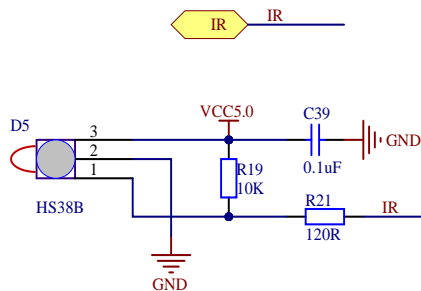 IR IR
VCC5.0
C39
D5
3
GND
2
R19
0.1uF
1
10K
HS38B
R21
IR
120R
GND